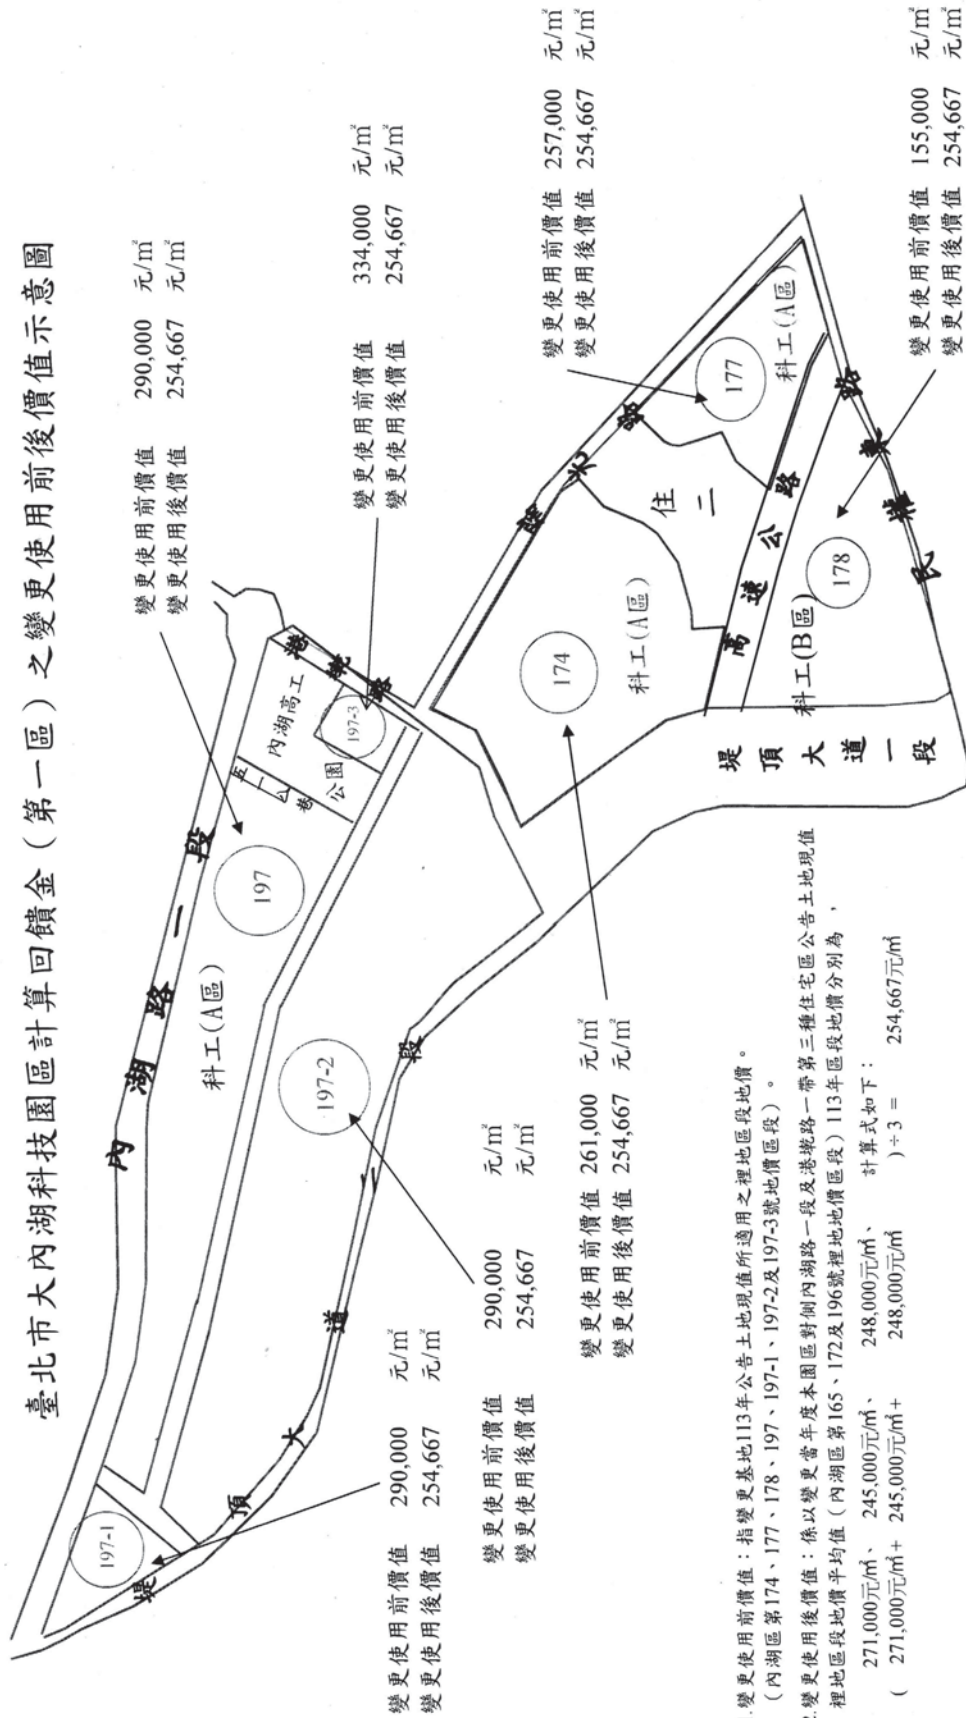 臺北市大內湖科技園區計算回饋金（第一區）之變更使用前後價值示意圖
變更使用前價值 290,000 元/㎡
變更使用後價值 254,667 元/㎡
變更使用前價值 334,000 元/㎡
變更使用後價值 254,667 元/㎡
變更使用前價值 257,000 元/㎡
變更使用後價值 254,667 元/㎡
變更使用前價值 155,000 元/㎡
變更使用後價值 254,667 元/㎡
內湖路一段
科工(A區)
197
197-1
197-2
197-3
內湖高工
公園
五一八巷
港墘路
陽光街
堤頂大道二段
174
科工(A區)
住二
177
科工(A區)
高速公路
178
科工(B區)
民權東路
堤頂大道一段
變更使用前價值 290,000 元/㎡
變更使用後價值 254,667 元/㎡
變更使用前價值 290,000 元/㎡
變更使用後價值 254,667 元/㎡
變更使用前價值 261,000 元/㎡
變更使用後價值 254,667 元/㎡
1.變更使用前價值：指變更基地113年公告土地現值所適用之裡地區段地價。
（內湖區第174、177、178、197、197-1、197-2及197-3號地價區段）。
2.變更使用後價值：係以變更當年度本園區對側內湖路一段及港墘路一帶第三種住宅區公告土地現值
裡地區段地價平均值（內湖區第165、172及196號裡地地價區段）113年區段地價分別為，
271,000元/㎡、 245,000元/㎡、 248,000元/㎡、 計算式如下：
( 271,000元/㎡+ 245,000元/㎡+ 248,000元/㎡ )÷3 = 254,667元/㎡